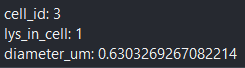 cell_id: 3
lys_in_cell: 1
diameter_um: 0.6303269267082214